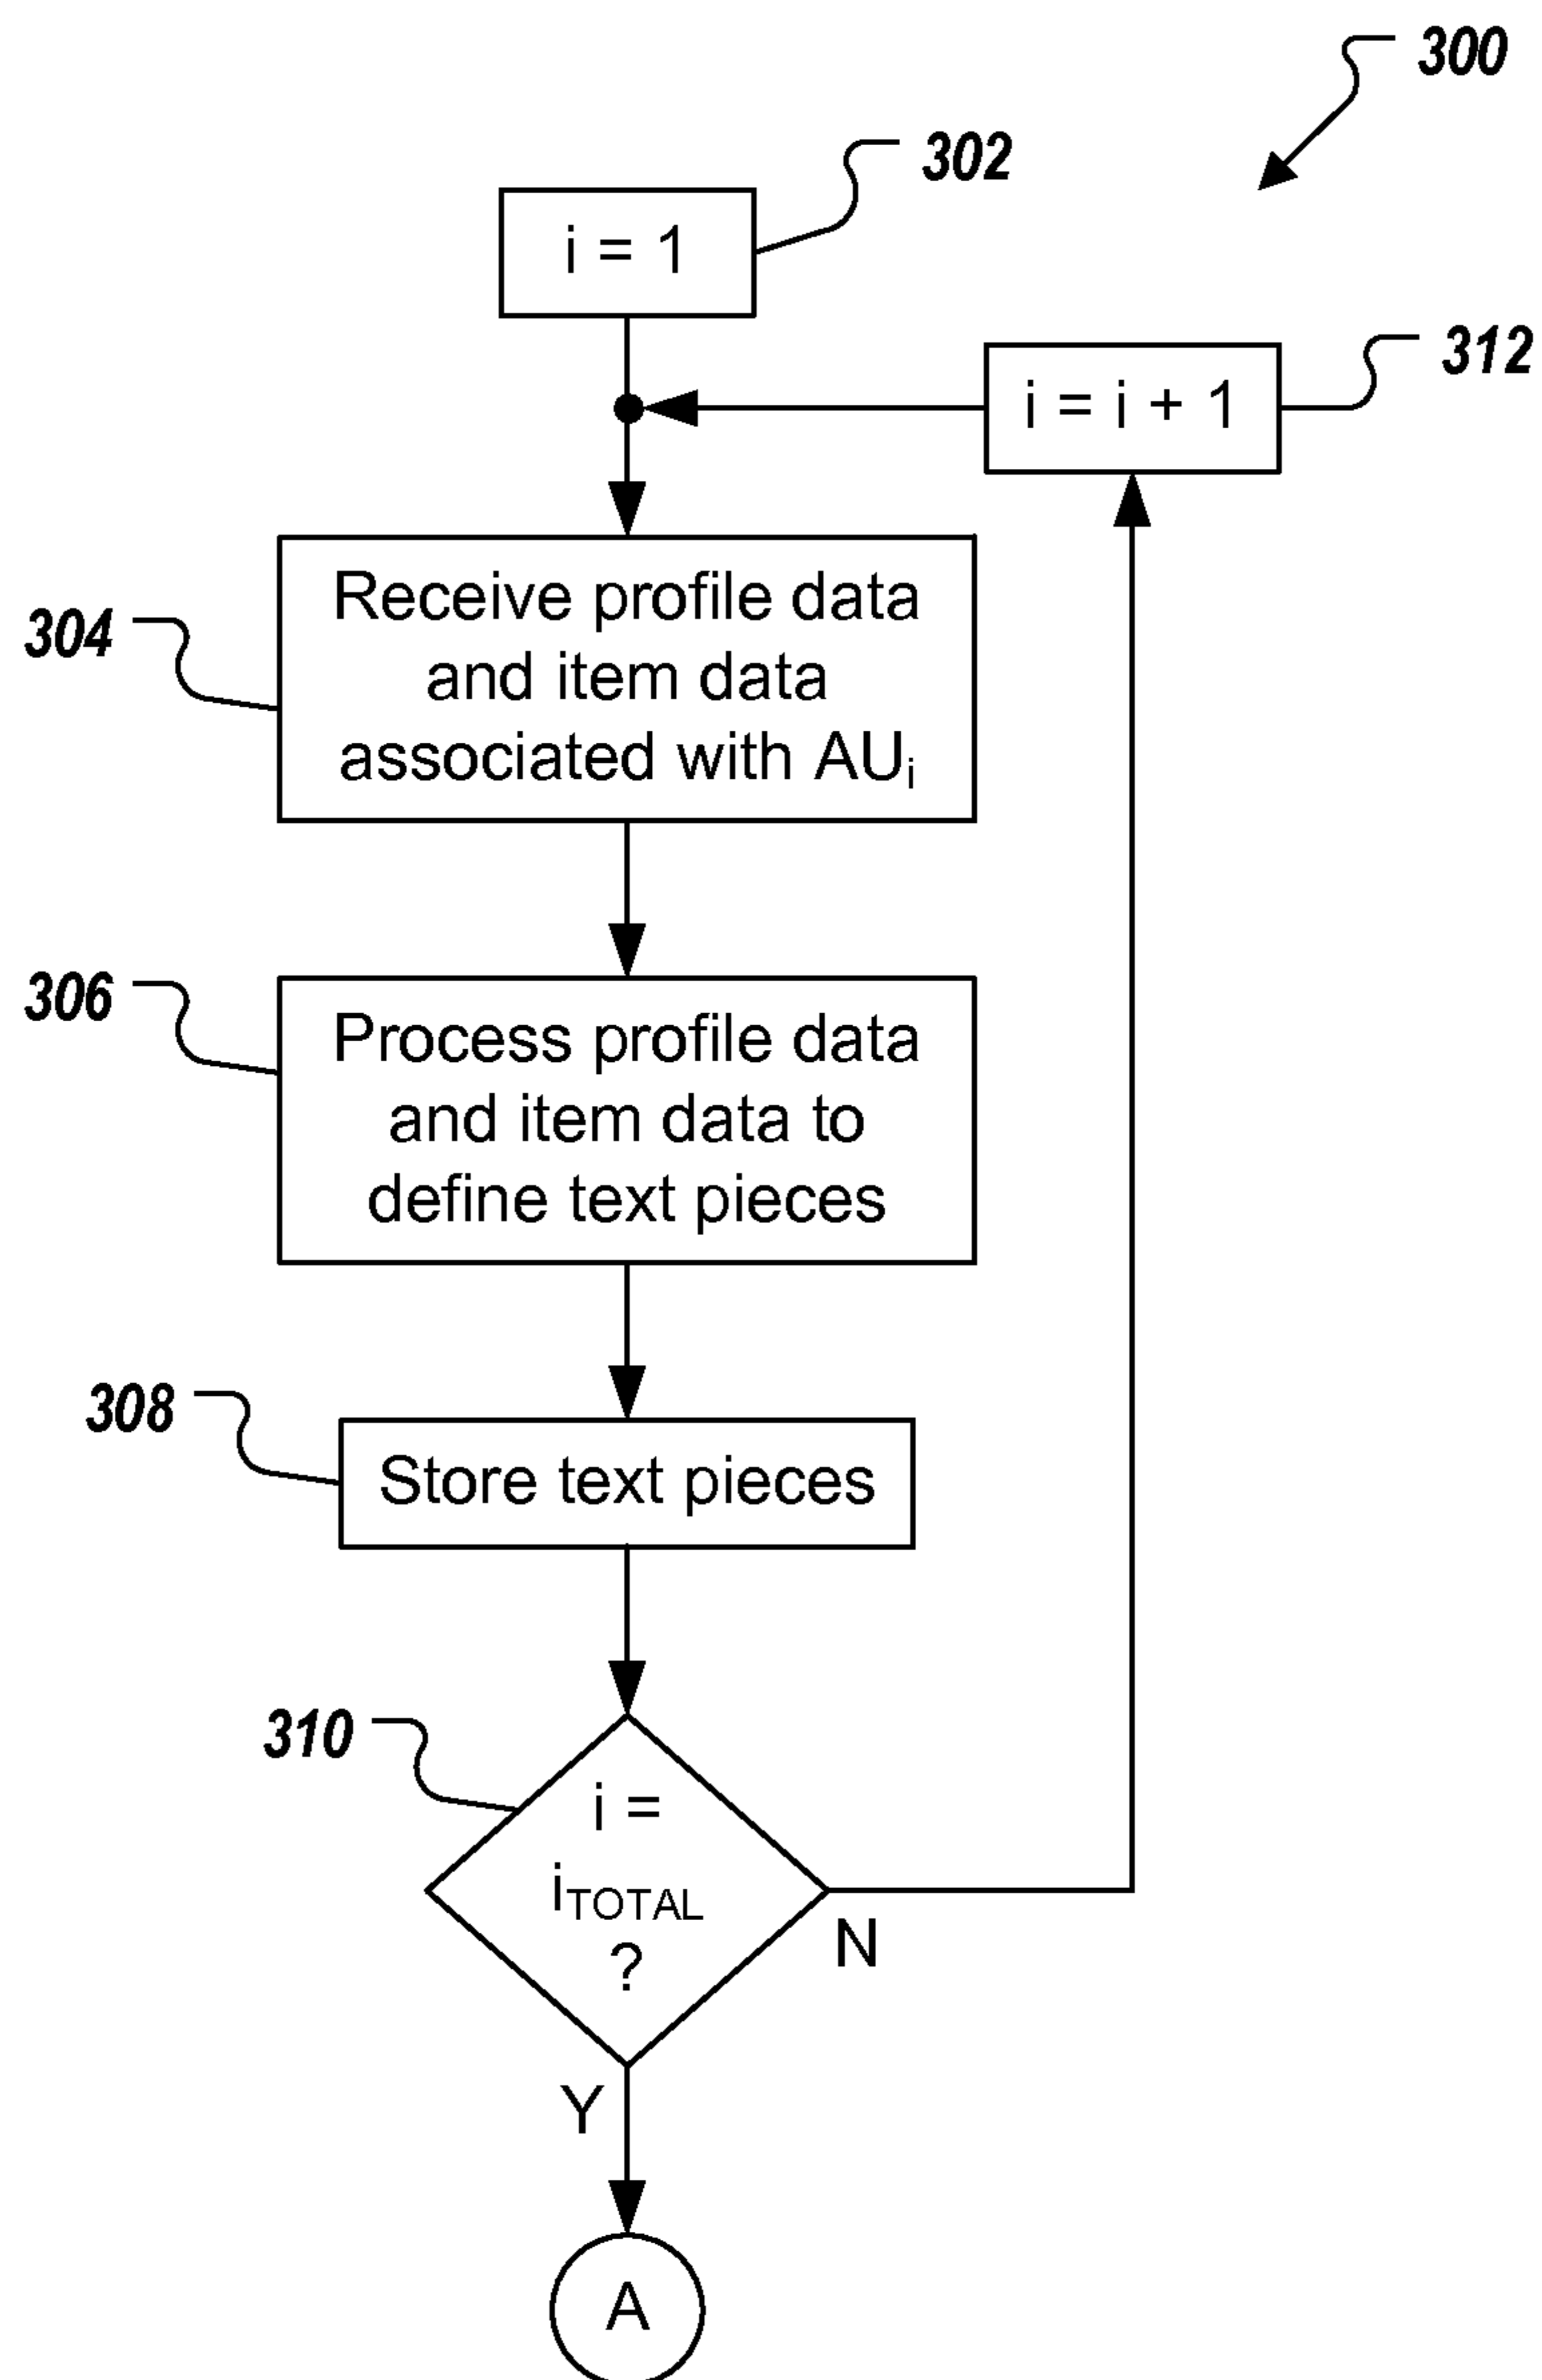 300
302
i = 1
312
i = i + 1
304
Receive profile data
and item data
associated with AUi
306
Process profile data
and item data to
define text pieces
308
Store text pieces
310
i =
iTOTAL
?
N
Y
A